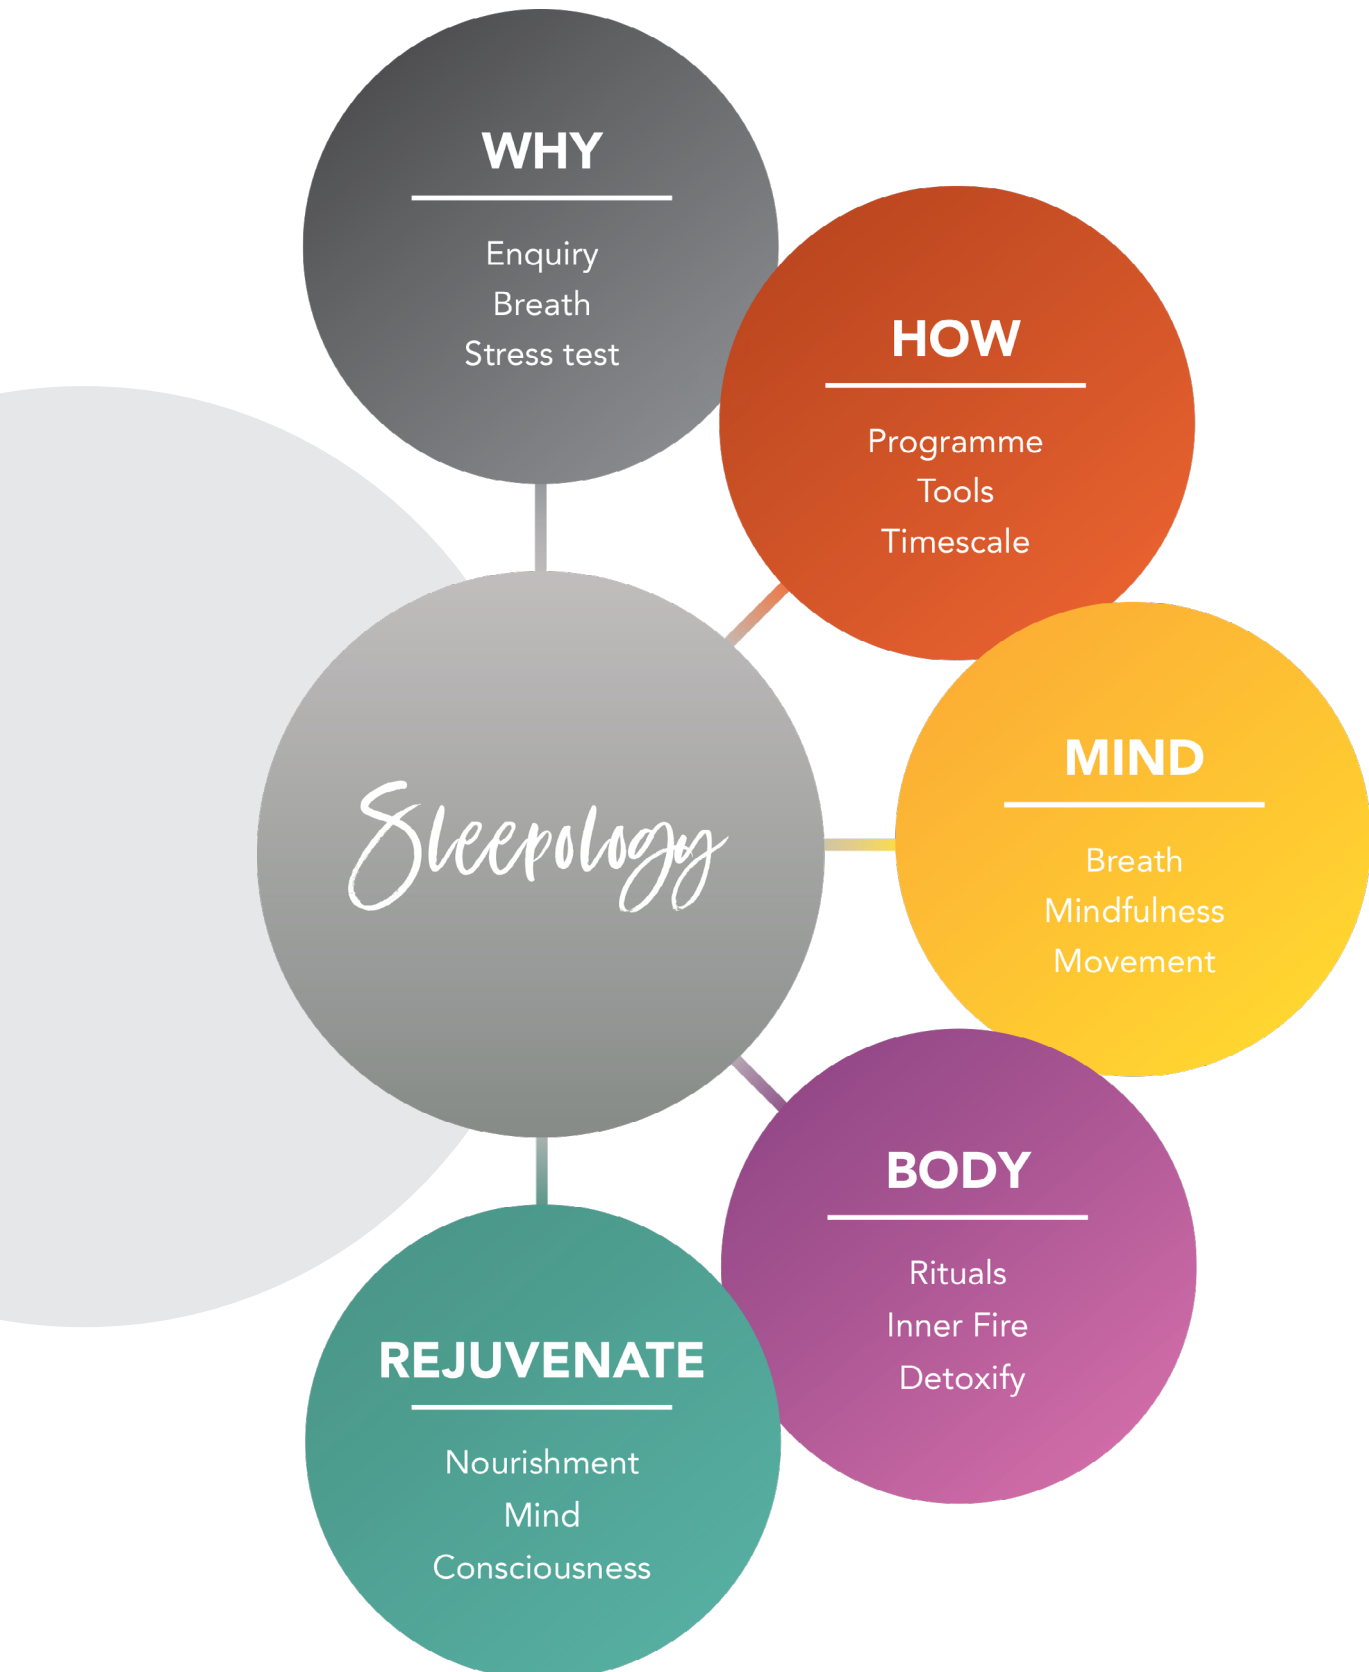 WHY
Enquiry
Breath
Stress test
HOW
Programme
Tools
Timescale
MIND
Breath
Mindfulness
Movement
Sleepology
BODY
Rituals
Inner Fire
Detoxify
REJUVENATE
Nourishment
Mind
Consciousness